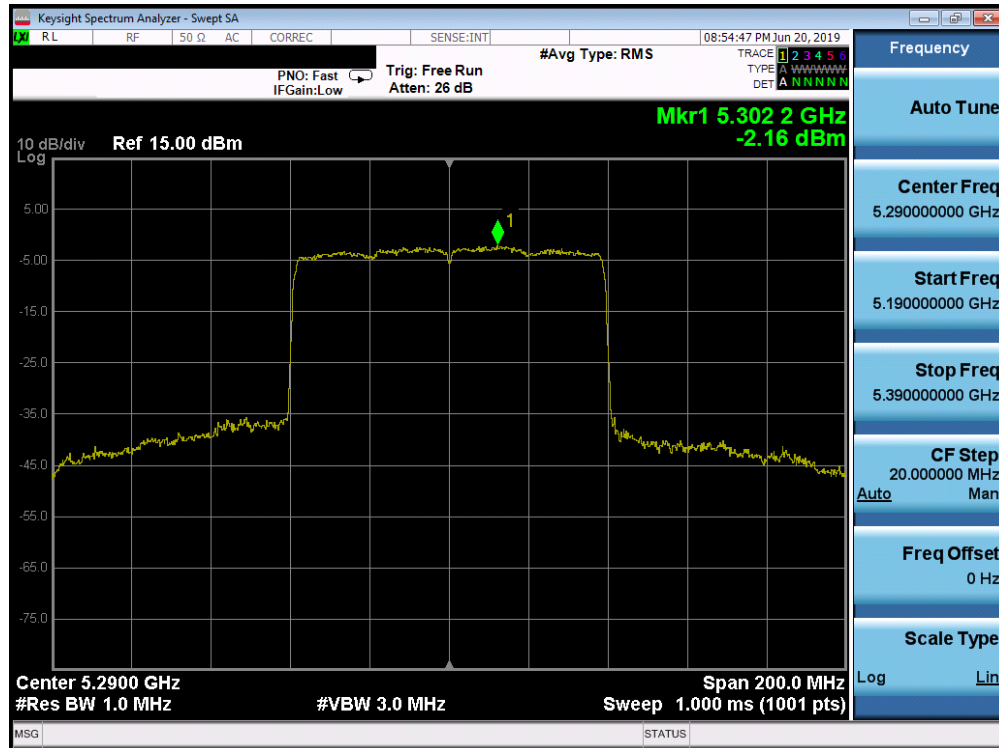 Keysight Spectrum Analyzer - Swept SA
LXI RL RF 50 Ω AC CORREC SENSE:INT 08:54:47 PM Jun 20, 2019
#Avg Type: RMS
TRACE 1 2 3 4 5 6
TYPE A WWWWW
DET A N N N N N
PNO: Fast
IFGain:Low
Trig: Free Run
Atten: 26 dB
Mkr1 5.302 2 GHz
-2.16 dBm
10 dB/div Ref 15.00 dBm
Log
1
5.00
-5.00
-15.0
-25.0
-35.0
-45.0
-55.0
-65.0
-75.0
Center 5.2900 GHz Span 200.0 MHz
#Res BW 1.0 MHz #VBW 3.0 MHz Sweep 1.000 ms (1001 pts)
MSG STATUS
Frequency
Auto Tune
Center Freq
5.290000000 GHz
Start Freq
5.190000000 GHz
Stop Freq
5.390000000 GHz
CF Step
20.000000 MHz
Auto Man
Freq Offset
0 Hz
Scale Type
Log Lin